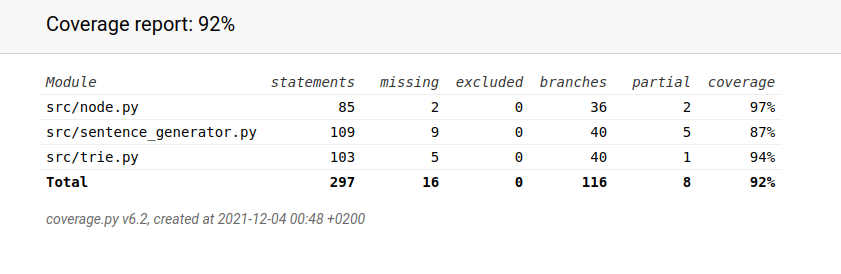 Coverage report: 92%
Module statements missing excluded branches partial coverage
src/node.py 85 2 0 36 2 97%
src/sentence_generator.py 109 9 0 40 5 87%
src/trie.py 103 5 0 40 1 94%
Total 297 16 0 116 8 92%
coverage.py v6.2, created at 2021-12-04 00:48 +0200